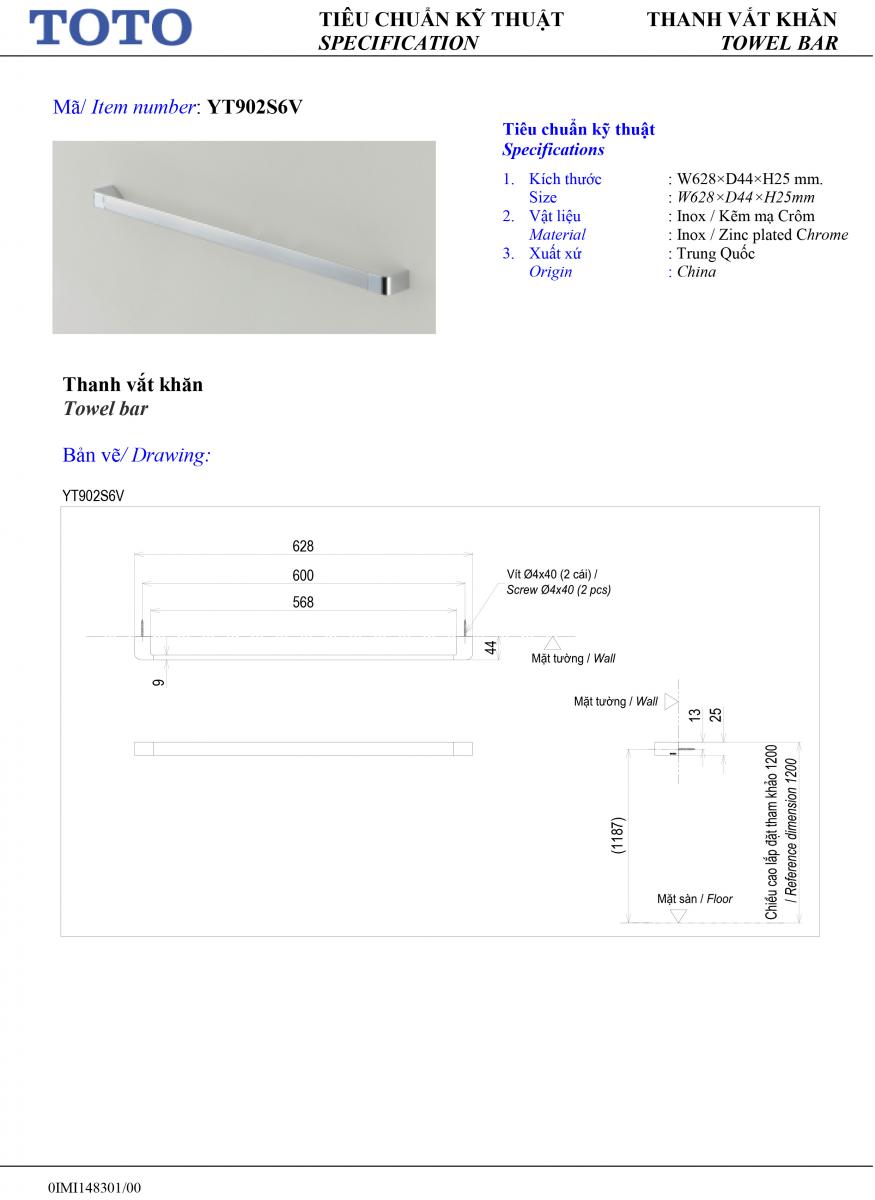 TOTO
TIÊU CHUẨN KỸ THUẬT
SPECIFICATION
THANH VẮT KHĂN
TOWEL BAR
Mã/ Item number: YT902S6V
Tiêu chuẩn kỹ thuật
Specifications
1. Kích thước : W628×D44×H25 mm.
Size : W628×D44×H25mm
2. Vật liệu : Inox / Kẽm mạ Crôm
Material : Inox / Zinc plated Chrome
3. Xuất xứ : Trung Quốc
Origin : China
Thanh vắt khăn
Towel bar
Bản vẽ/ Drawing:
YT902S6V
628
600
568
Vít Ø4x40 (2 cái) /
Screw Ø4x40 (2 pcs)
44
Mặt tường / Wall
9
Mặt tường / Wall
13
25
(1187)
Chiều cao lắp đặt tham khảo 1200
/ Reference dimension 1200
Mặt sàn / Floor
0IMI148301/00